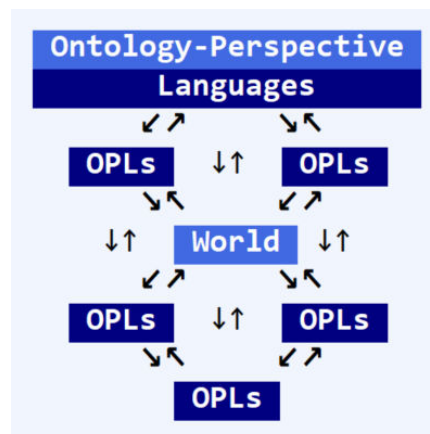 Ontology-Perspective
Languages
↙↗ ↘↖
OPLs ↓↑ OPLs
↘↖ ↙↗
↓↑ World ↓↑
↙↗ ↘↖
OPLs ↓↑ OPLs
↘↖ ↙↗
OPLs